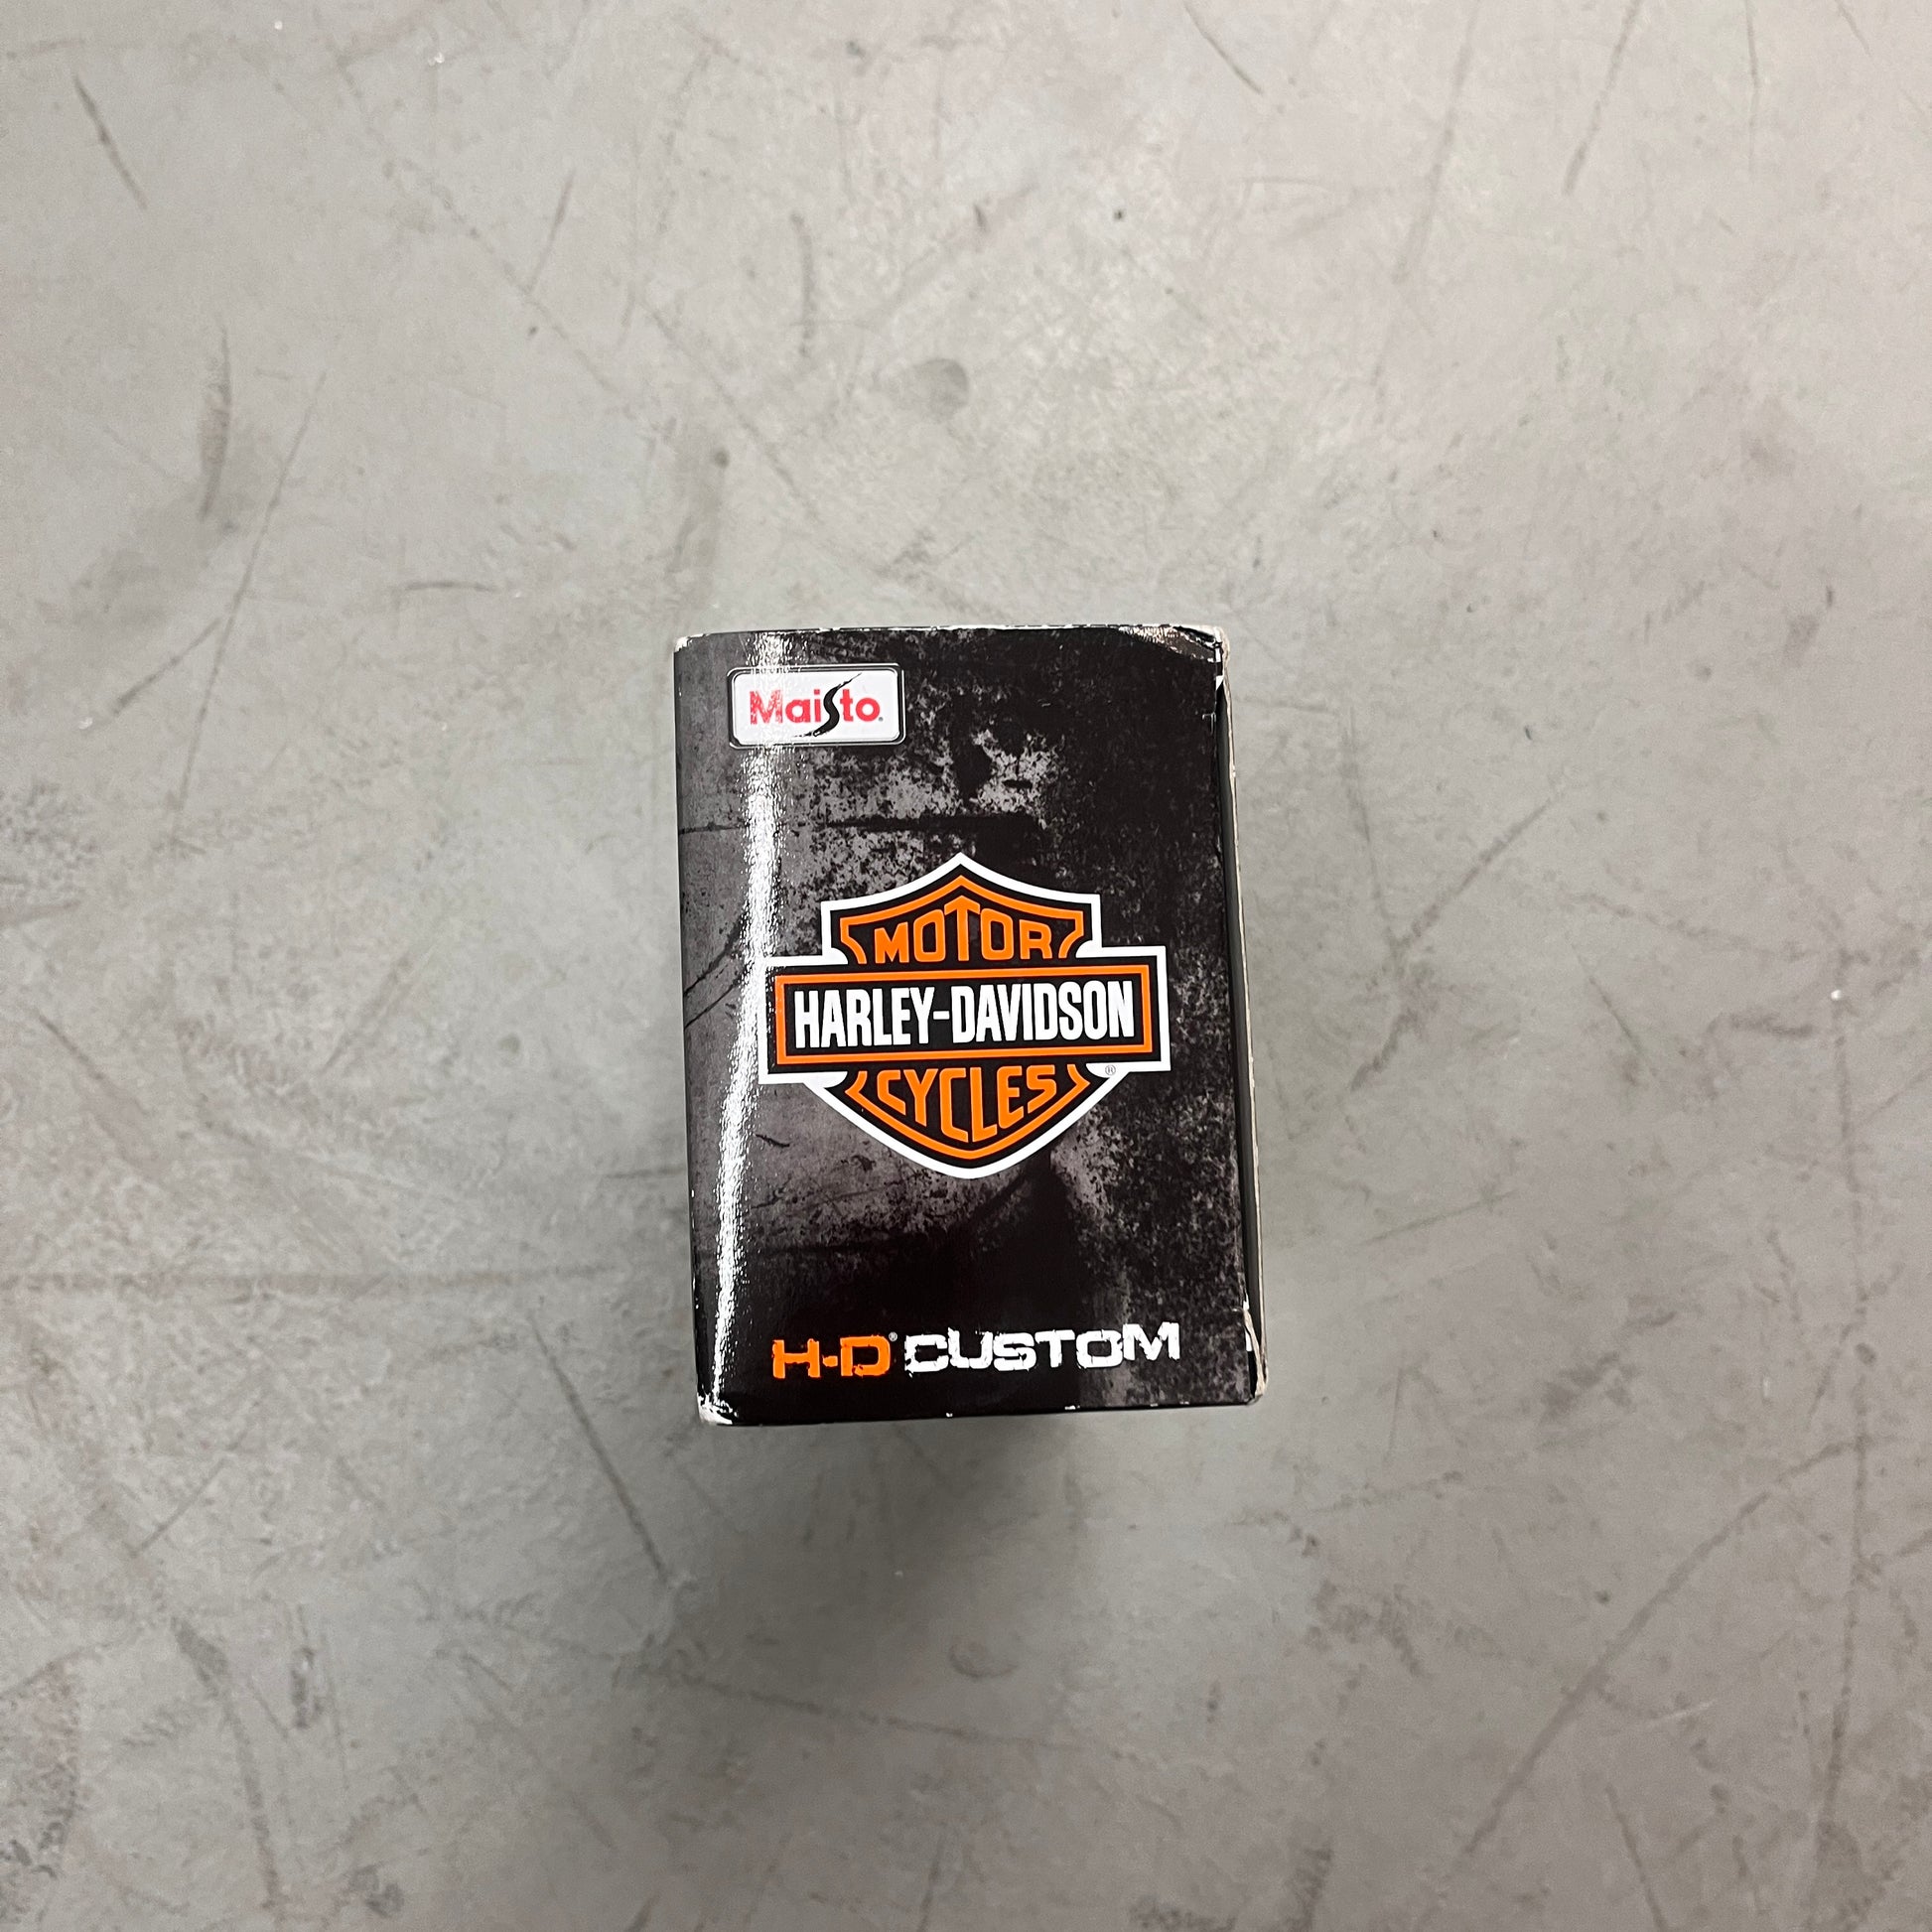 Maisto
MOTOR
HARLEY-DAVIDSON
CYCLES
®
H-D® CUSTOM